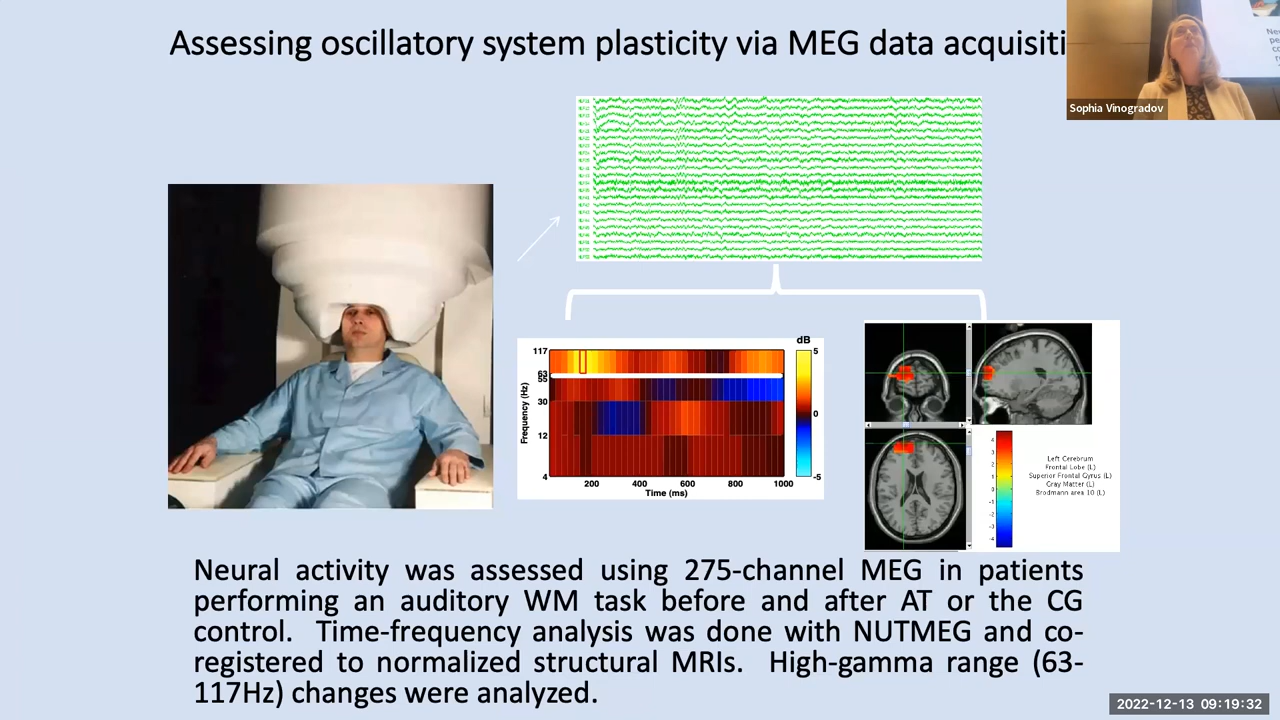 Assessing oscillatory system plasticity via MEG data acquisiti
Sophia Vinogradov
dB
117
63
55
30
12
4
Frequency (Hz)
200
400
600
800
1000
Time (ms)
5
0
-5
4
3
2
1
0
-1
-2
-3
-4
Left Cerebrum
Frontal Lobe (L)
Superior Frontal Gyrus (L)
Gray Matter (L)
Brodmann area 10 (L)
Neural activity was assessed using 275-channel MEG in patients
performing an auditory WM task before and after AT or the CG
control. Time-frequency analysis was done with NUTMEG and co-
registered to normalized structural MRIs. High-gamma range (63-
117Hz) changes were analyzed.
2022-12-13 09:19:32